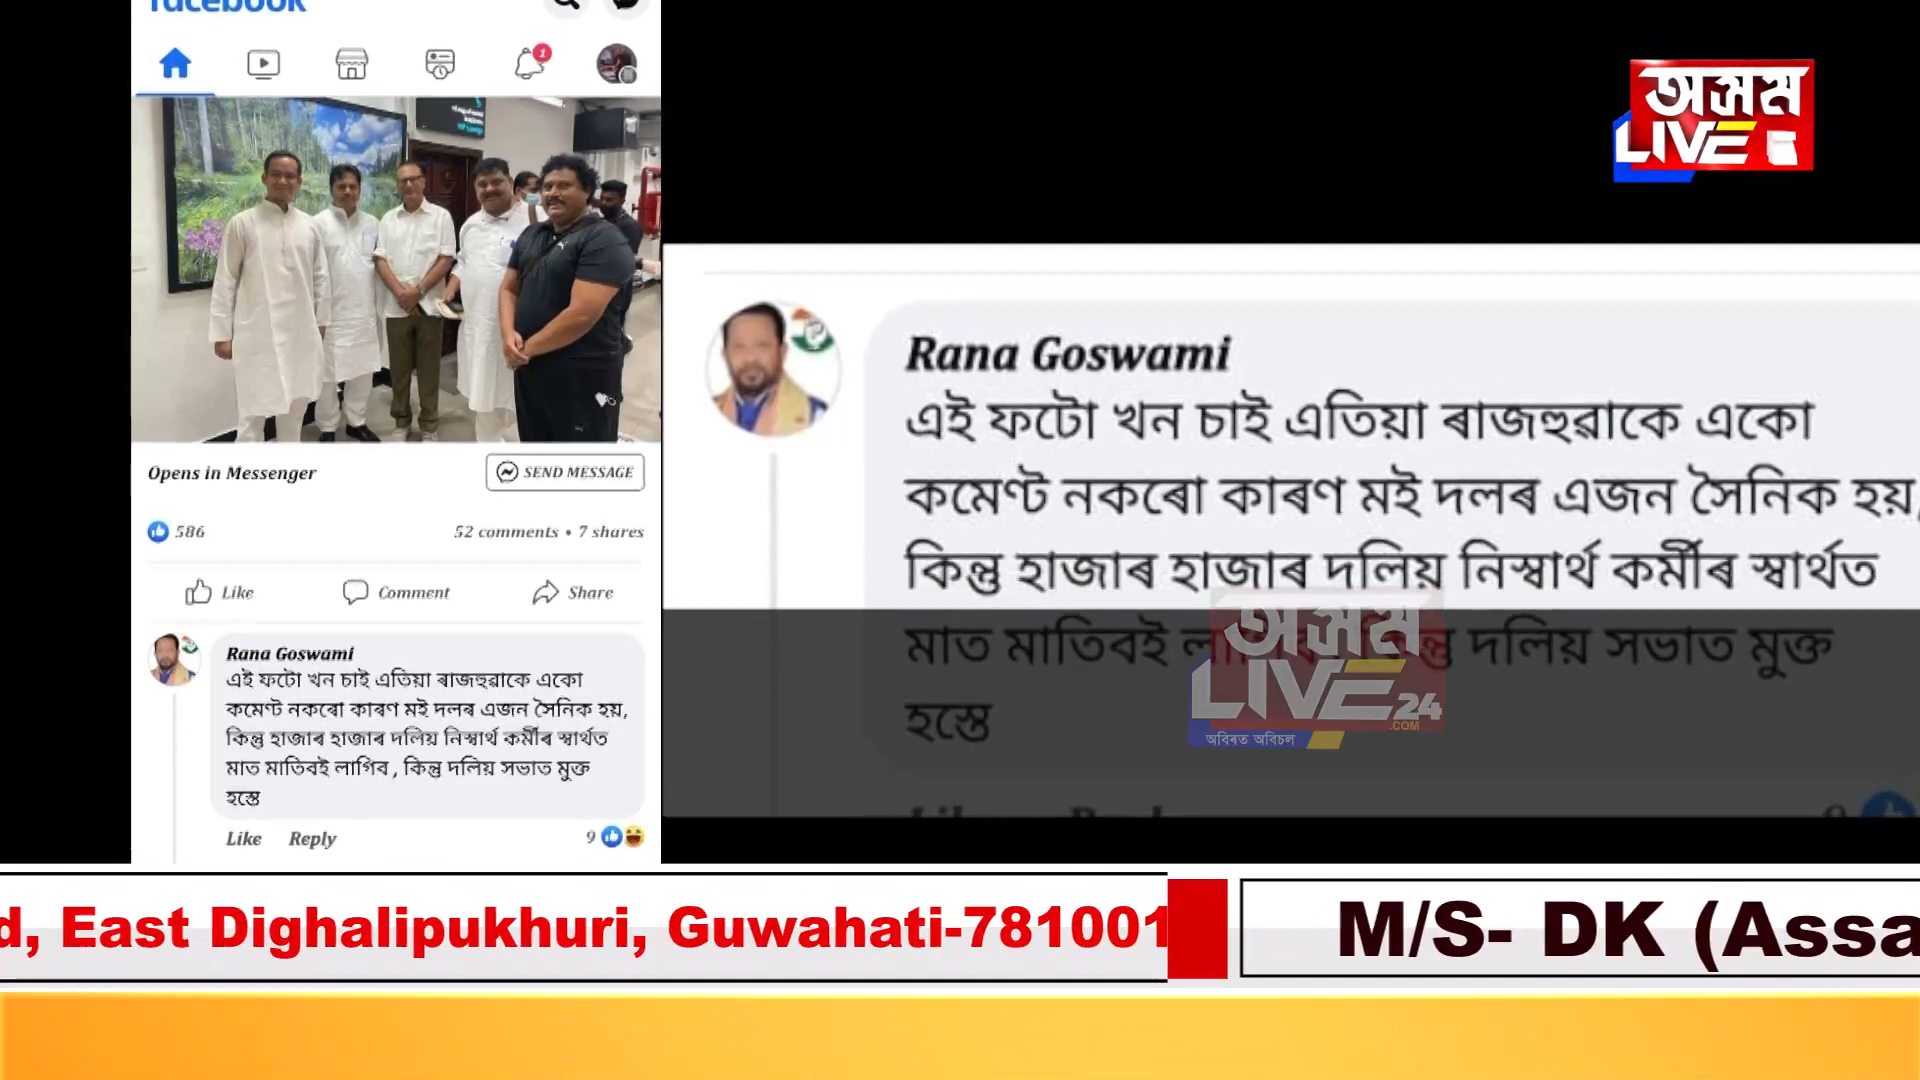 facebook
1
Opens in Messenger
SEND MESSAGE
586
52 comments • 7 shares
Like
Comment
Share
Rana Goswami
এই ফটো খন চাই এতিয়া ৰাজহুৱাকে একো
কমেণ্ট নকৰো কাৰণ মই দলৰ এজন সৈনিক হয়,
কিন্তু হাজাৰ হাজাৰ দলিয় নিস্বাৰ্থ কৰ্মীৰ স্বাৰ্থত
মাত মাতিবই লাগিব , কিন্তু দলিয় সভাত মুক্ত
হস্তে
Like Reply
9
অসম
LIVE
Rana Goswami
এই ফটো খন চাই এতিয়া ৰাজহুৱাকে একো
কমেণ্ট নকৰো কাৰণ মই দলৰ এজন সৈনিক হয়,
কিন্তু হাজাৰ হাজাৰ দলিয় নিস্বাৰ্থ কৰ্মীৰ স্বাৰ্থত
মাত মাতিবই লাগিব কিন্তু দলিয় সভাত মুক্ত
হস্তে
অসম
LIVE24
.COM
অবিৰত অবিচল
d, East Dighalipukhuri, Guwahati-781001
M/S- DK (Assa